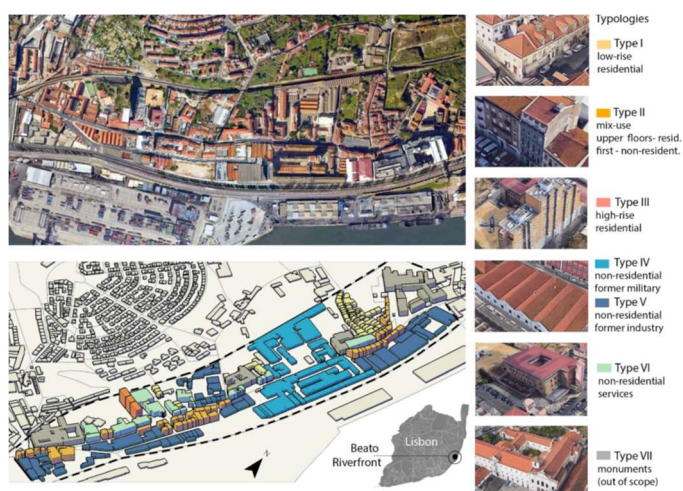 Typologies
Type I
low-rise
residential
Type II
mix-use
upper floors- resid.
first - non-resident.
Type III
high-rise
residential
Type IV
non-residential
former military
Type V
non-residential
former industry
Type VI
non-residential
services
Type VII
monuments
(out of scope)
Lisbon
Beato
Riverfront
N